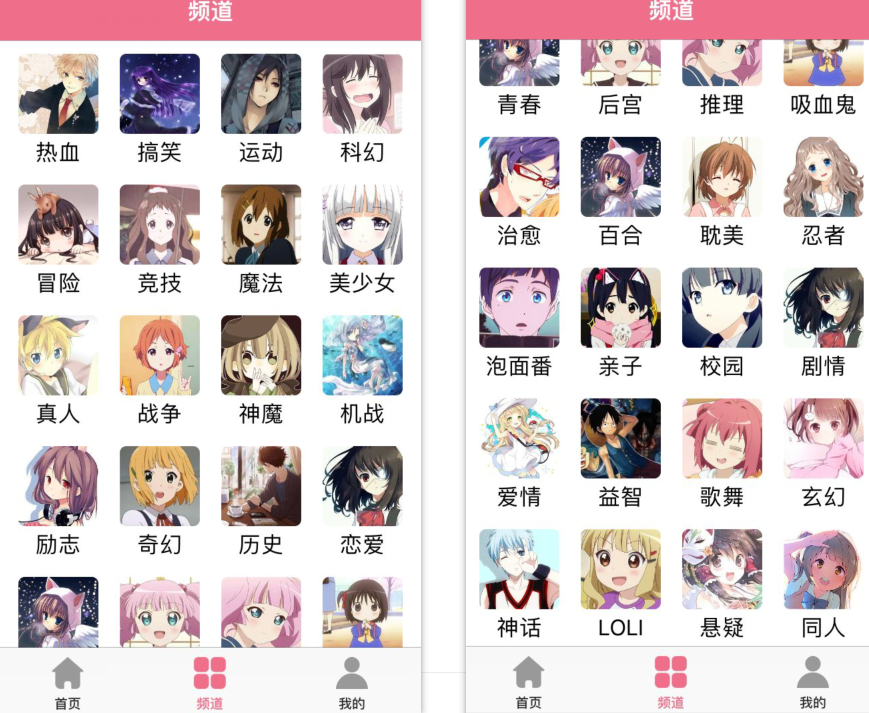 频道
热血 搞笑 运动 科幻
冒险 竞技 魔法 美少女
真人 战争 神魔 机战
励志 奇幻 历史 恋爱
首页 频道 我的
频道
青春 后宫 推理 吸血鬼
治愈 百合 耽美 忍者
泡面番 亲子 校园 剧情
爱情 益智 歌舞 玄幻
神话 LOLI 悬疑 同人
首页 频道 我的